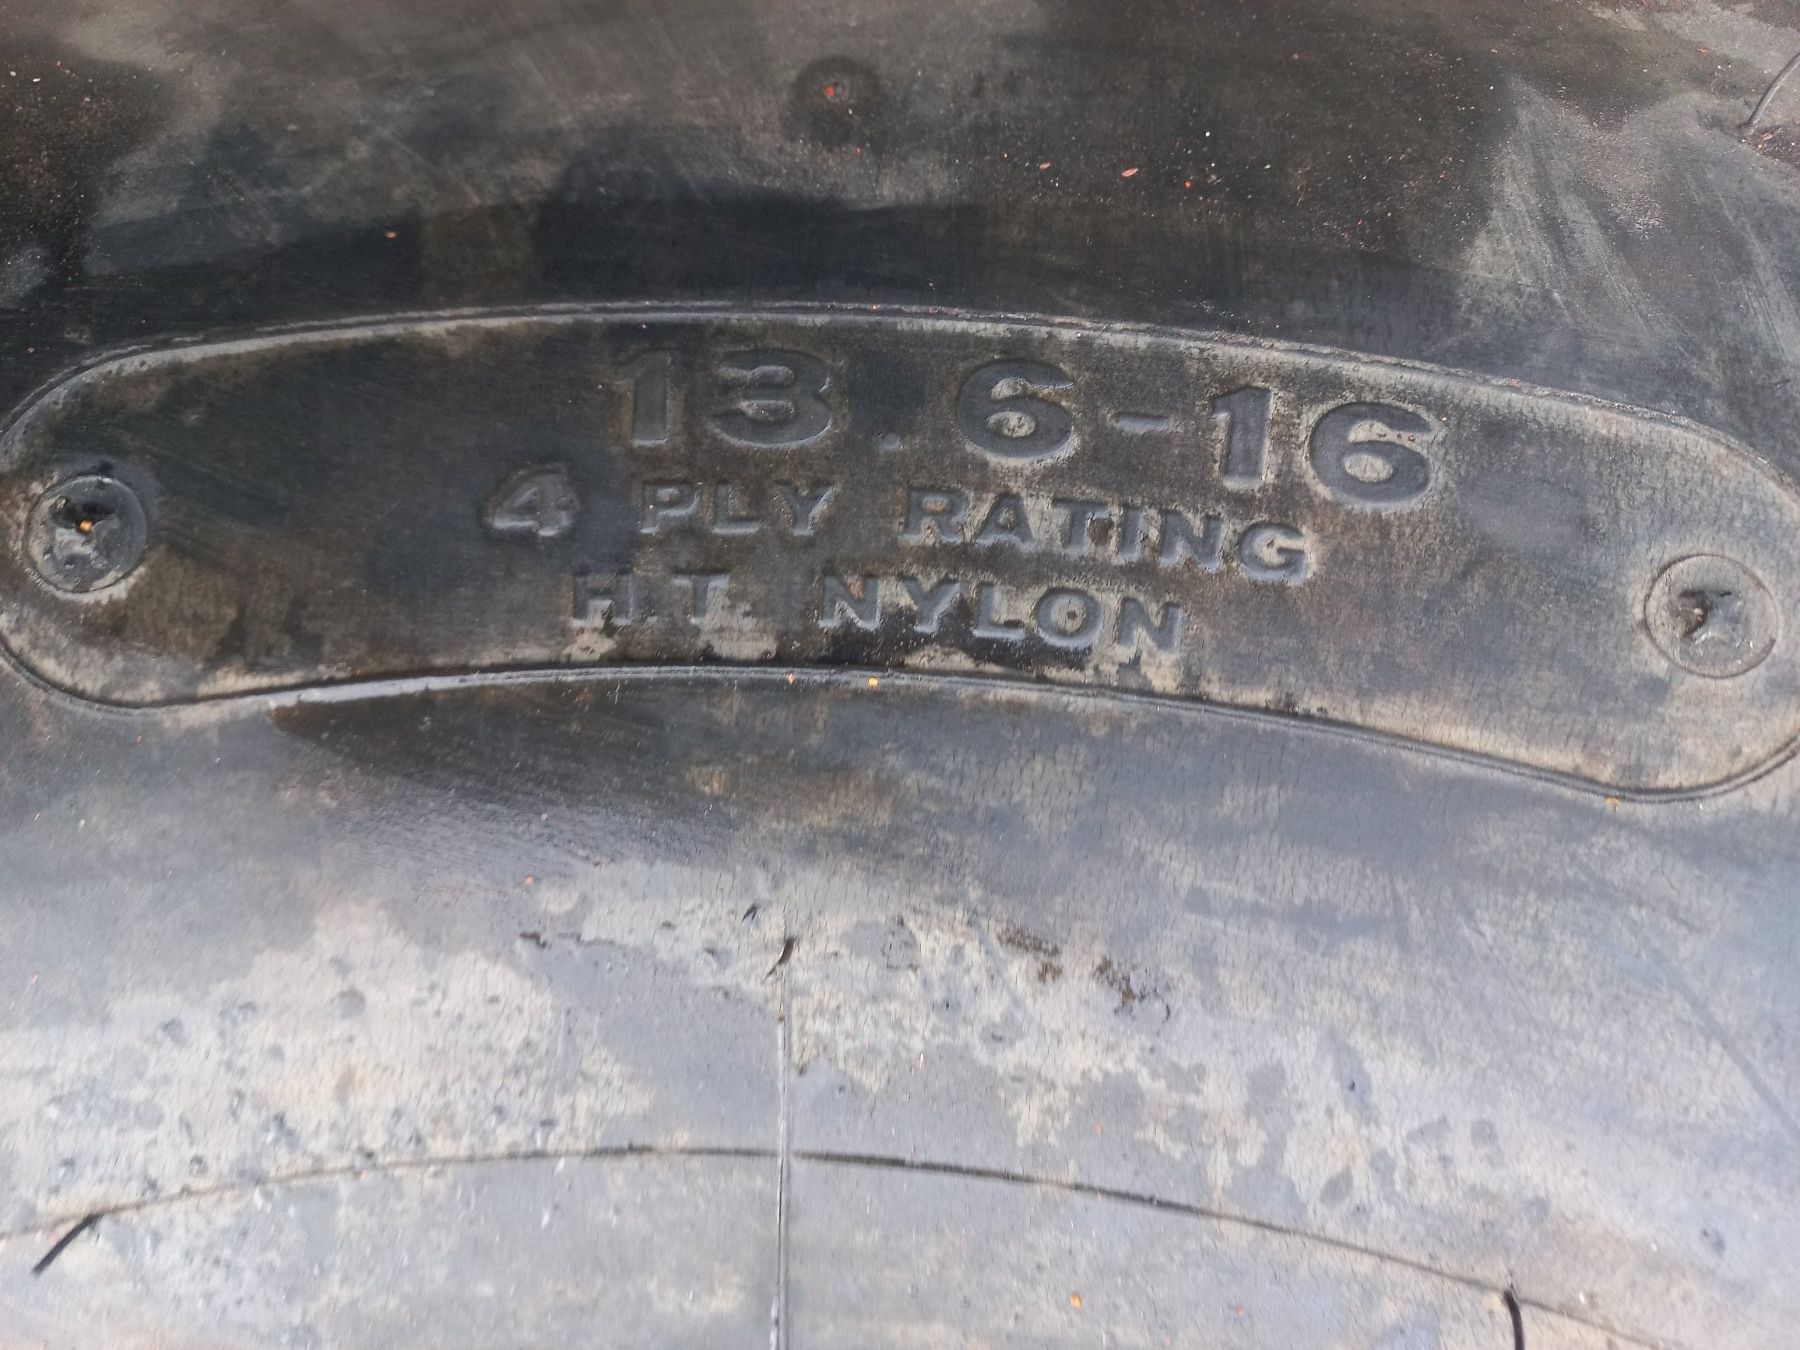 13.6-16
4 PLY RATING
H.T. NYLON